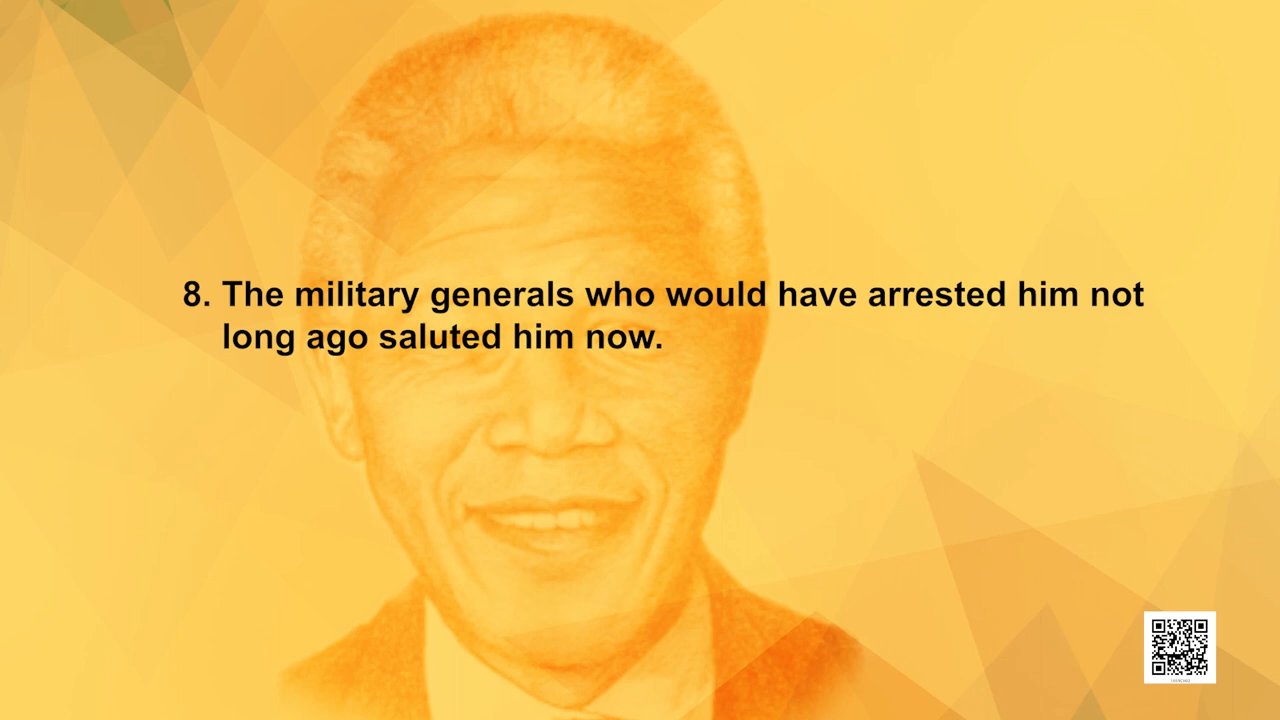 8. The military generals who would have arrested him not
long ago saluted him now.